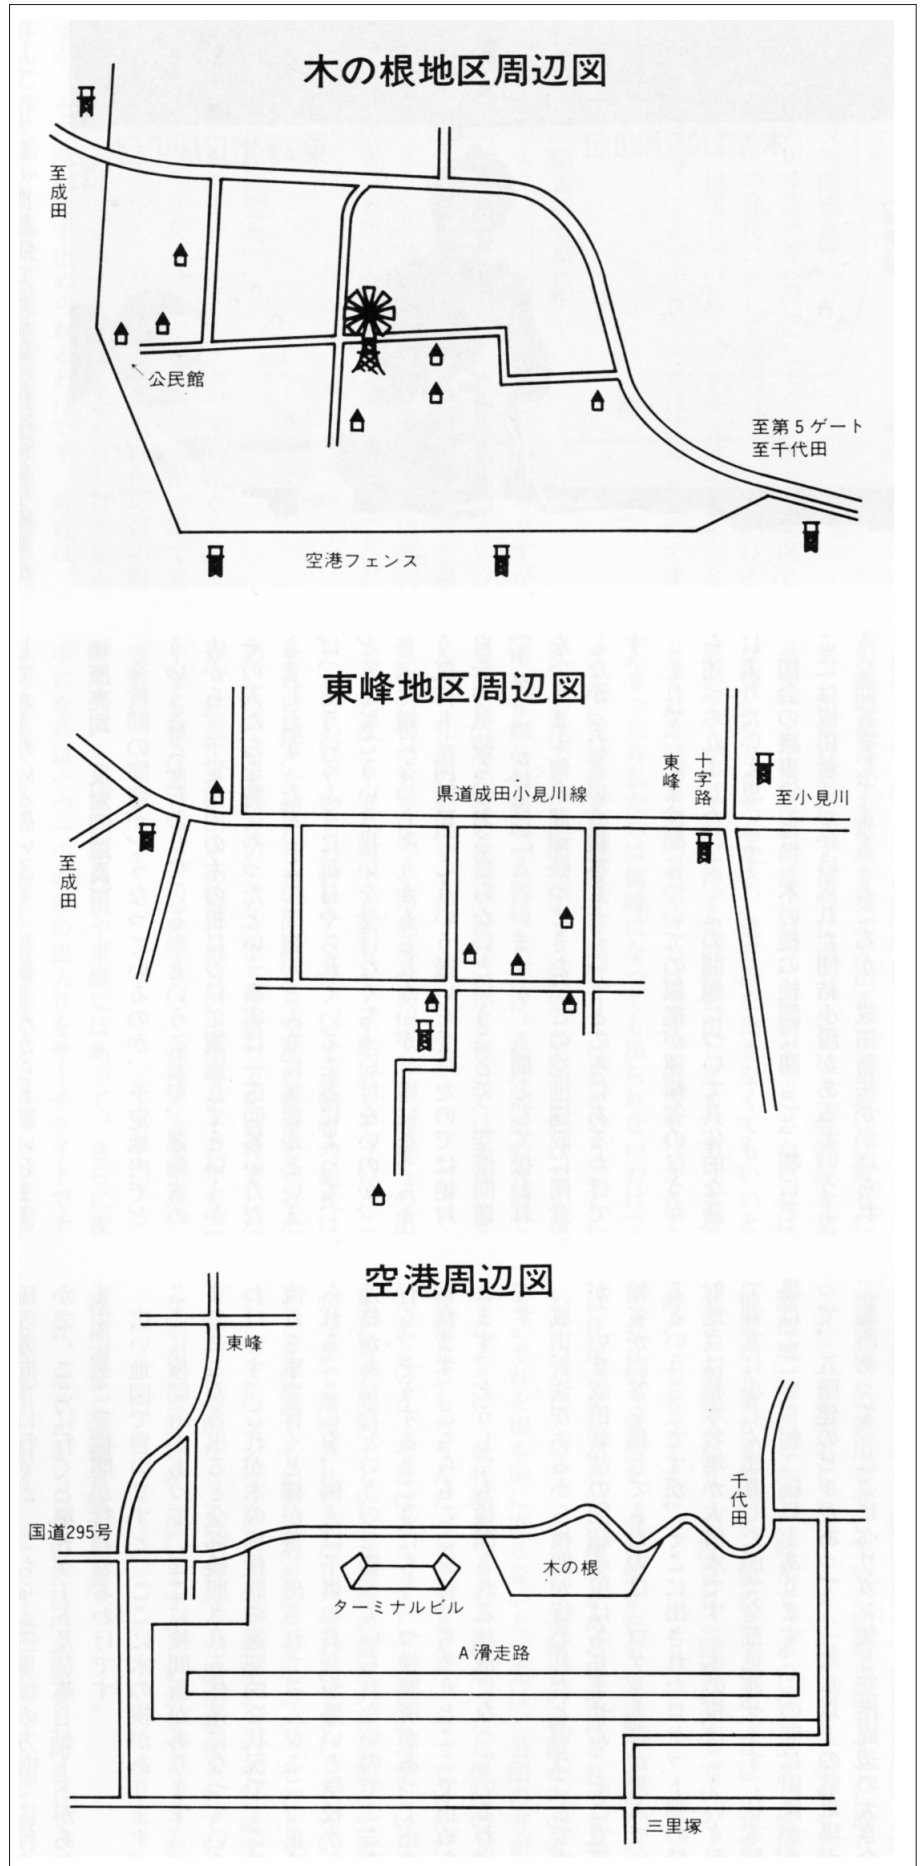 木の根地区周辺図
至成田
公民館
至第5ゲート
至千代田
空港フェンス
東峰地区周辺図
県道成田小見川線
東峰
十字路
至小見川
至成田
空港周辺図
東峰
千代田
国道295号
木の根
ターミナルビル
A滑走路
三里塚